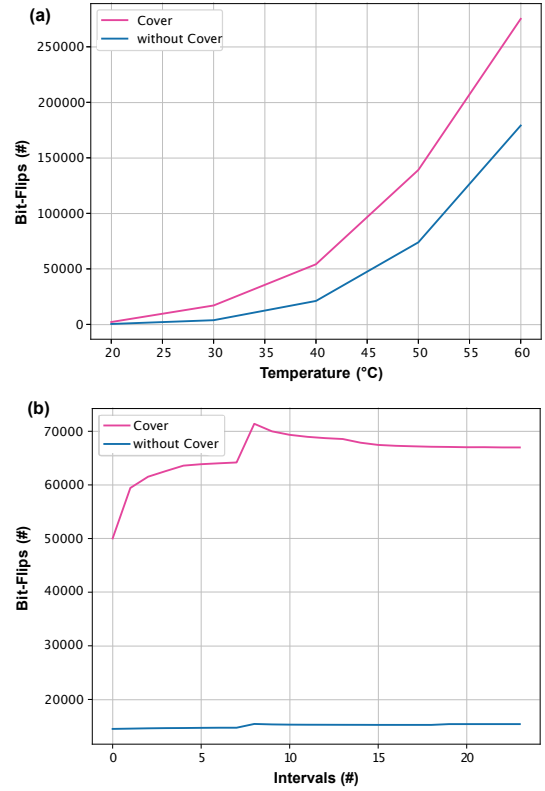 (a)
Cover
without Cover
250000
200000
150000
100000
50000
0
Bit-Flips (#)
20 25 30 35 40 45 50 55 60
Temperature (°C)
(b)
Cover
without Cover
70000
60000
50000
40000
30000
20000
Bit-Flips (#)
0 5 10 15 20
Intervals (#)